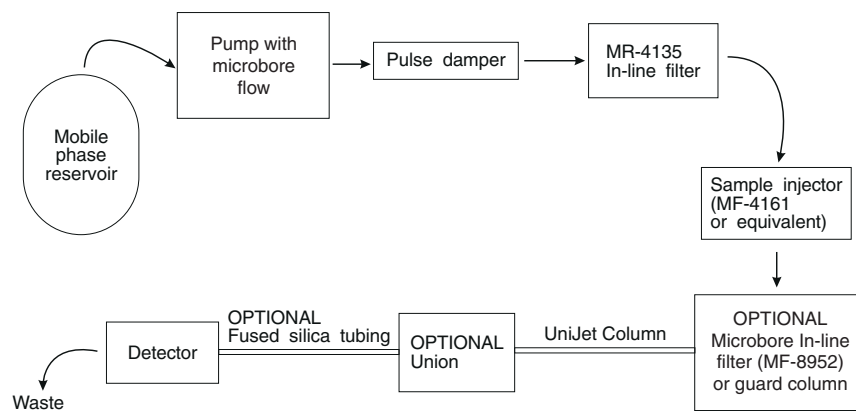 Mobile
phase
reservoir
Pump with
microbore
flow
Pulse damper
MR-4135
In-line filter
Sample injector
(MF-4161
or equivalent)
OPTIONAL
Microbore In-line
filter (MF-8952)
or guard column
UniJet Column
OPTIONAL
Union
OPTIONAL
Fused silica tubing
Detector
Waste